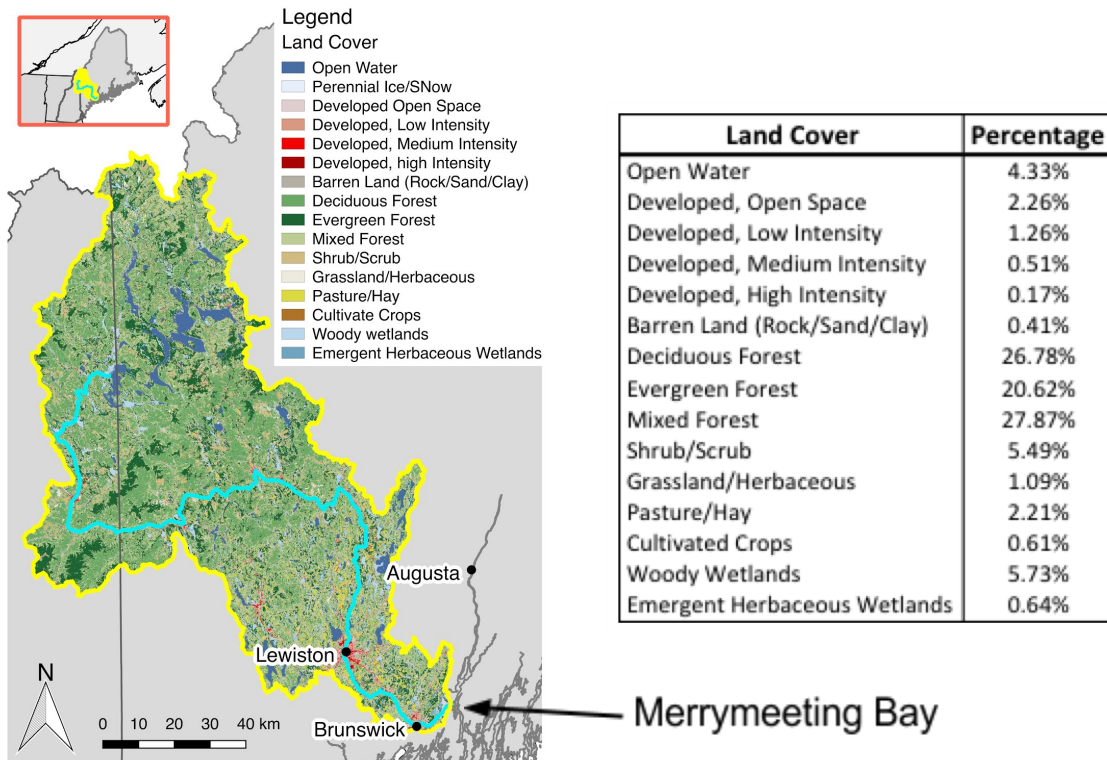 Legend
Land Cover
Open Water
Perennial Ice/SNow
Developed Open Space
Developed, Low Intensity
Developed, Medium Intensity
Developed, high Intensity
Barren Land (Rock/Sand/Clay)
Deciduous Forest
Evergreen Forest
Mixed Forest
Shrub/Scrub
Grassland/Herbaceous
Pasture/Hay
Cultivate Crops
Woody wetlands
Emergent Herbaceous Wetlands
Augusta
Lewiston
Brunswick
N
0 10 20 30 40 km
Land Cover Percentage
Open Water 4.33%
Developed, Open Space 2.26%
Developed, Low Intensity 1.26%
Developed, Medium Intensity 0.51%
Developed, High Intensity 0.17%
Barren Land (Rock/Sand/Clay) 0.41%
Deciduous Forest 26.78%
Evergreen Forest 20.62%
Mixed Forest 27.87%
Shrub/Scrub 5.49%
Grassland/Herbaceous 1.09%
Pasture/Hay 2.21%
Cultivated Crops 0.61%
Woody Wetlands 5.73%
Emergent Herbaceous Wetlands 0.64%
Merrymeeting Bay